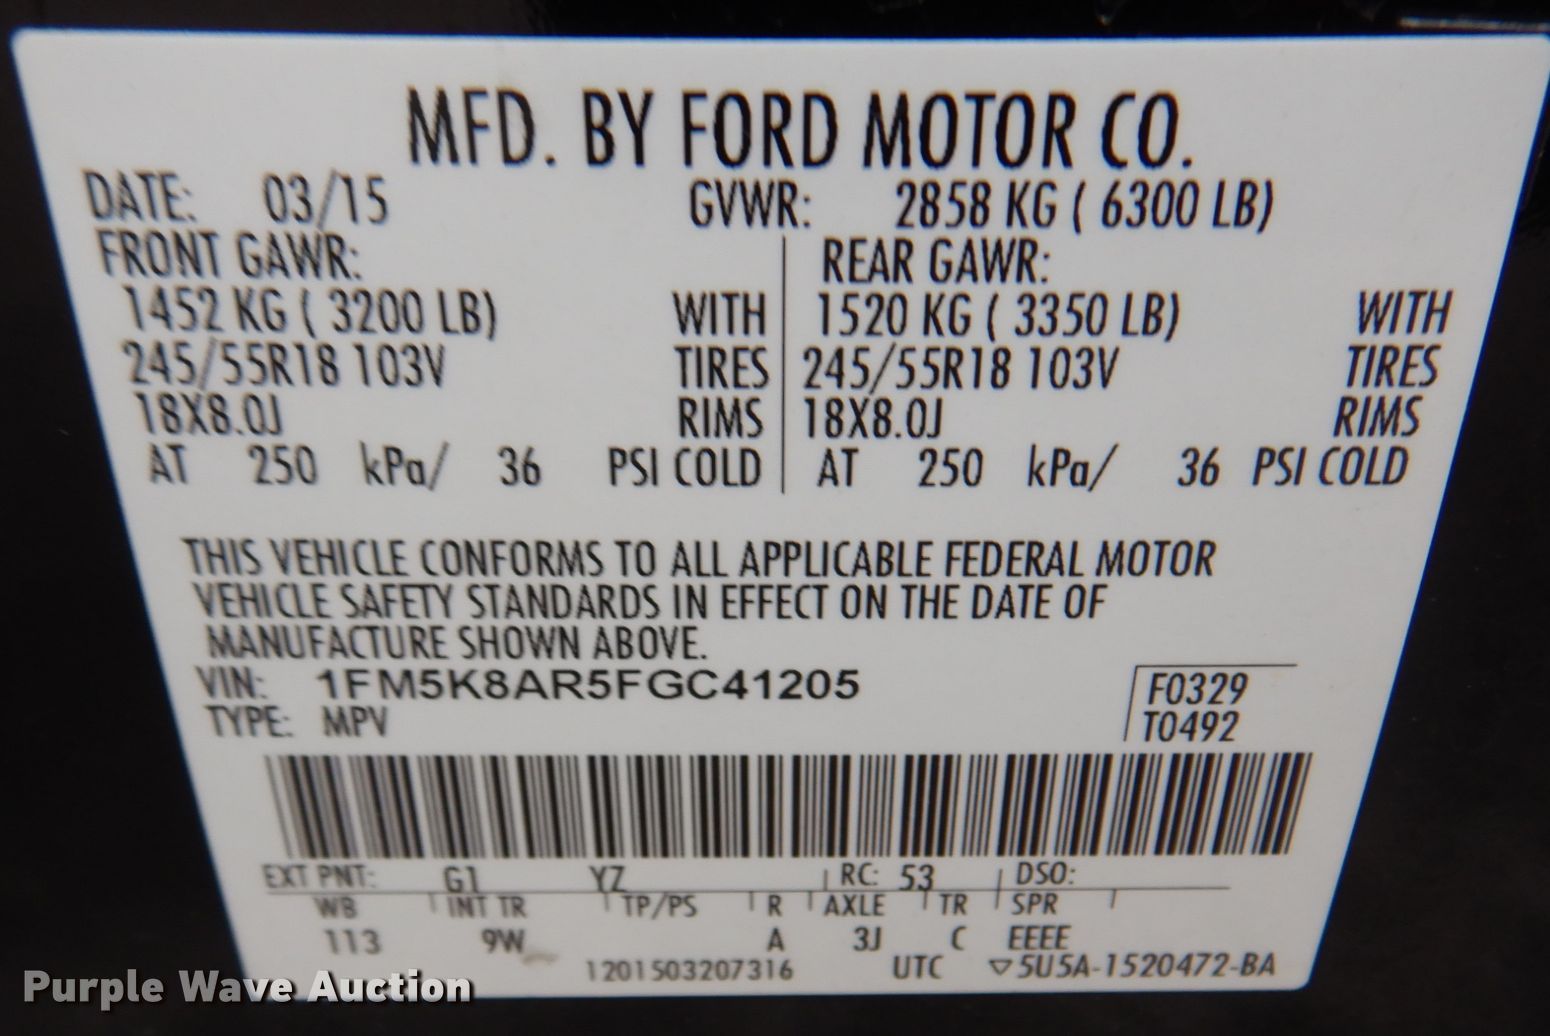 MFD. BY FORD MOTOR CO.
DATE: 03/15 GVWR: 2858 KG ( 6300 LB)
FRONT GAWR: REAR GAWR:
1452 KG ( 3200 LB) WITH 1520 KG ( 3350 LB) WITH
245/55R18 103V TIRES 245/55R18 103V TIRES
18X8.0J RIMS 18X8.0J RIMS
AT 250 kPa/ 36 PSI COLD AT 250 kPa/ 36 PSI COLD
THIS VEHICLE CONFORMS TO ALL APPLICABLE FEDERAL MOTOR
VEHICLE SAFETY STANDARDS IN EFFECT ON THE DATE OF
MANUFACTURE SHOWN ABOVE.
VIN: 1FM5K8AR5FGC41205 F0329
TYPE: MPV T0492
EXT PNT: G1 YZ RC: 53 DSO:
WB INT TR TP/PS R AXLE TR SPR
113 9W A 3J C EEEE
1201503207316 UTC ▽5U5A-1520472-BA
Purple Wave Auction